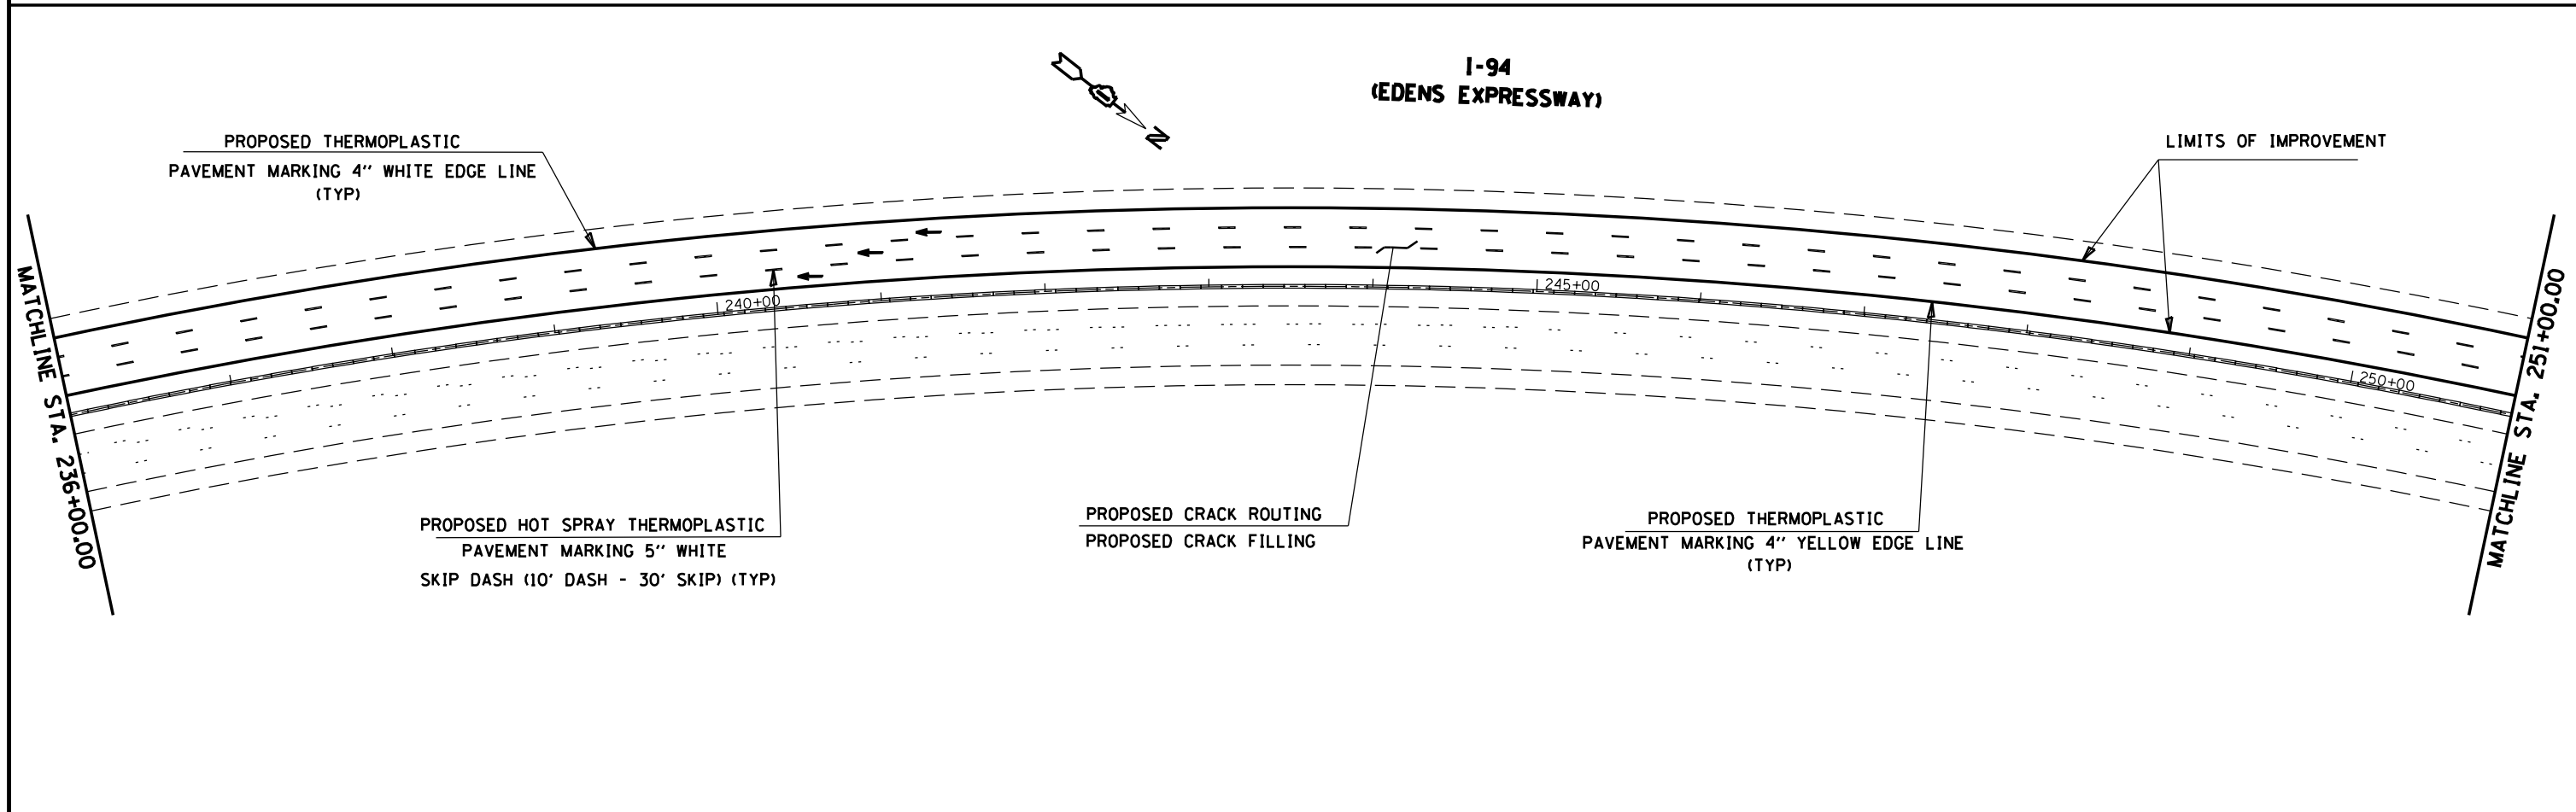 I-94
(EDENS EXPRESSWAY)
N
PROPOSED THERMOPLASTIC
PAVEMENT MARKING 4'' WHITE EDGE LINE
(TYP)
LIMITS OF IMPROVEMENT
MATCHLINE STA. 236+00.00
240+00
245+00
250+00
MATCHLINE STA. 251+00.00
PROPOSED HOT SPRAY THERMOPLASTIC
PAVEMENT MARKING 5'' WHITE
SKIP DASH (10' DASH - 30' SKIP) (TYP)
PROPOSED CRACK ROUTING
PROPOSED CRACK FILLING
PROPOSED THERMOPLASTIC
PAVEMENT MARKING 4'' YELLOW EDGE LINE
(TYP)